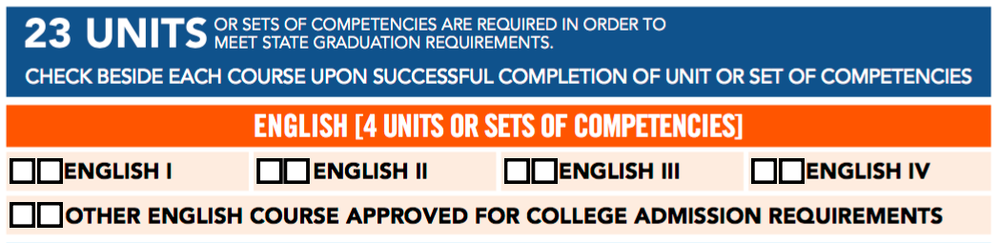 23 UNITS OR SETS OF COMPETENCIES ARE REQUIRED IN ORDER TO
MEET STATE GRADUATION REQUIREMENTS.
CHECK BESIDE EACH COURSE UPON SUCCESSFUL COMPLETION OF UNIT OR SET OF COMPETENCIES
ENGLISH [4 UNITS OR SETS OF COMPETENCIES]
ENGLISH I ENGLISH II ENGLISH III ENGLISH IV
OTHER ENGLISH COURSE APPROVED FOR COLLEGE ADMISSION REQUIREMENTS